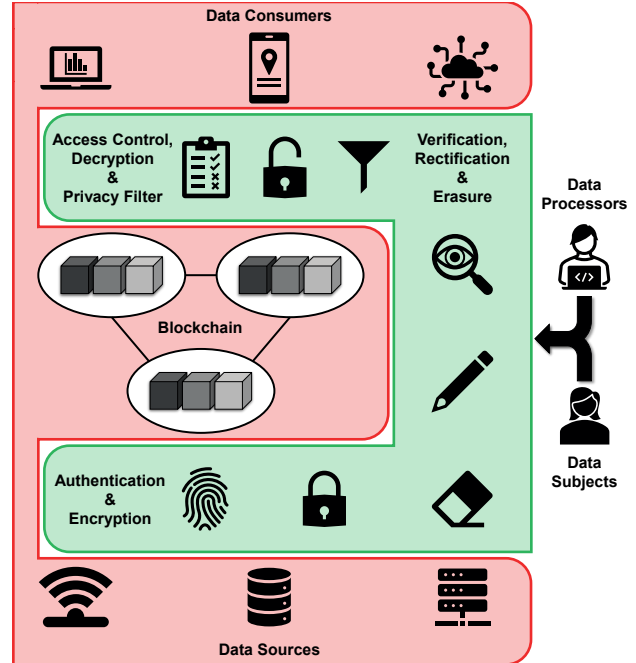 Data Consumers
Access Control,
Decryption
&
Privacy Filter
Verification,
Rectification
&
Erasure
Data
Processors
</>
Blockchain
Authentication
&
Encryption
Data
Subjects
Data Sources